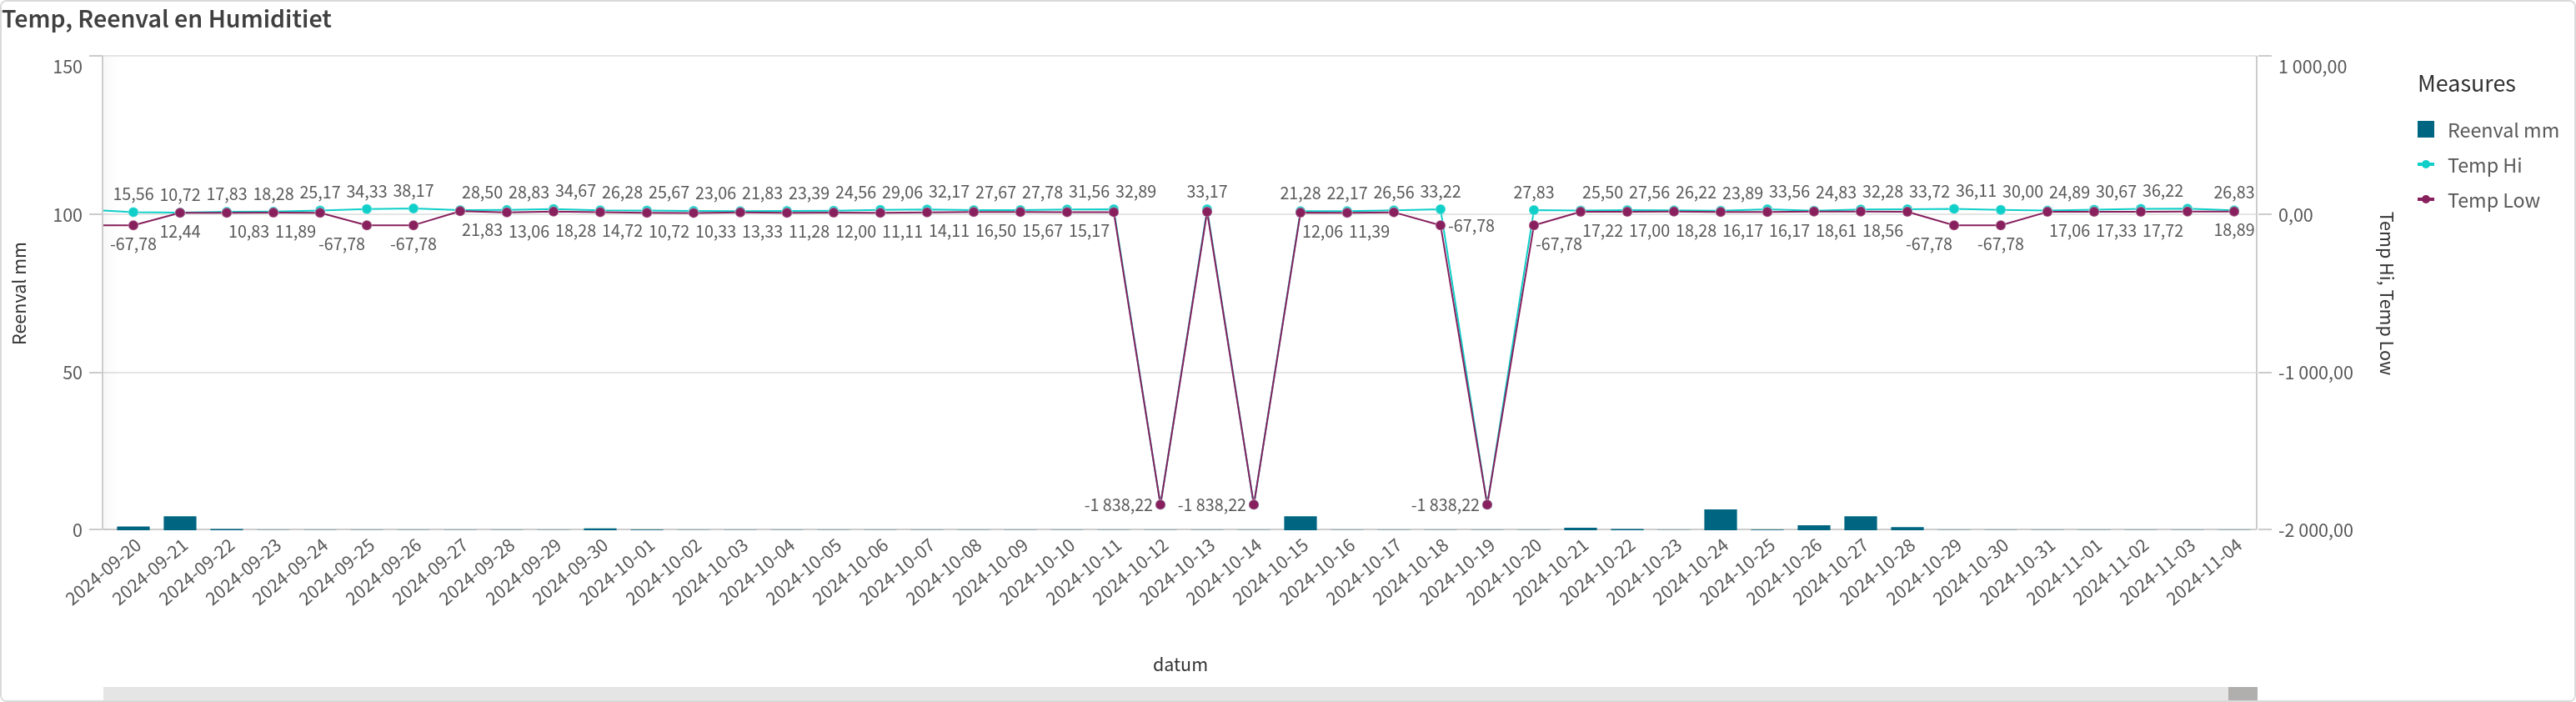 Temp, Reenval en Humiditiet
150
100
50
0
Reenval mm
1 000,00
0,00
-1 000,00
-2 000,00
Temp Hi, Temp Low
Measures
Reenval mm
Temp Hi
Temp Low
15,56 10,72 17,83 18,28 25,17 34,33 38,17 28,50 28,83 34,67 26,28 25,67 23,06 21,83 23,39 24,56 29,06 32,17 27,67 27,78 31,56 32,89 33,17 21,28 22,17 26,56 33,22 27,83 25,50 27,56 26,22 23,89 33,56 24,83 32,28 33,72 36,11 30,00 24,89 30,67 36,22 26,83
-67,78 12,44 10,83 11,89 -67,78 -67,78 21,83 13,06 18,28 14,72 10,72 10,33 13,33 11,28 12,00 11,11 14,11 16,50 15,67 15,17 12,06 11,39 -67,78 -67,78 17,22 17,00 18,28 16,17 16,17 18,61 18,56 -67,78 -67,78 17,06 17,33 17,72 18,89
-1 838,22 -1 838,22 -1 838,22
2024-09-20 2024-09-21 2024-09-22 2024-09-23 2024-09-24 2024-09-25 2024-09-26 2024-09-27 2024-09-28 2024-09-29 2024-09-30 2024-10-01 2024-10-02 2024-10-03 2024-10-04 2024-10-05 2024-10-06 2024-10-07 2024-10-08 2024-10-09 2024-10-10 2024-10-11 2024-10-12 2024-10-13 2024-10-14 2024-10-15 2024-10-16 2024-10-17 2024-10-18 2024-10-19 2024-10-20 2024-10-21 2024-10-22 2024-10-23 2024-10-24 2024-10-25 2024-10-26 2024-10-27 2024-10-28 2024-10-29 2024-10-30 2024-10-31 2024-11-01 2024-11-02 2024-11-03 2024-11-04
datum